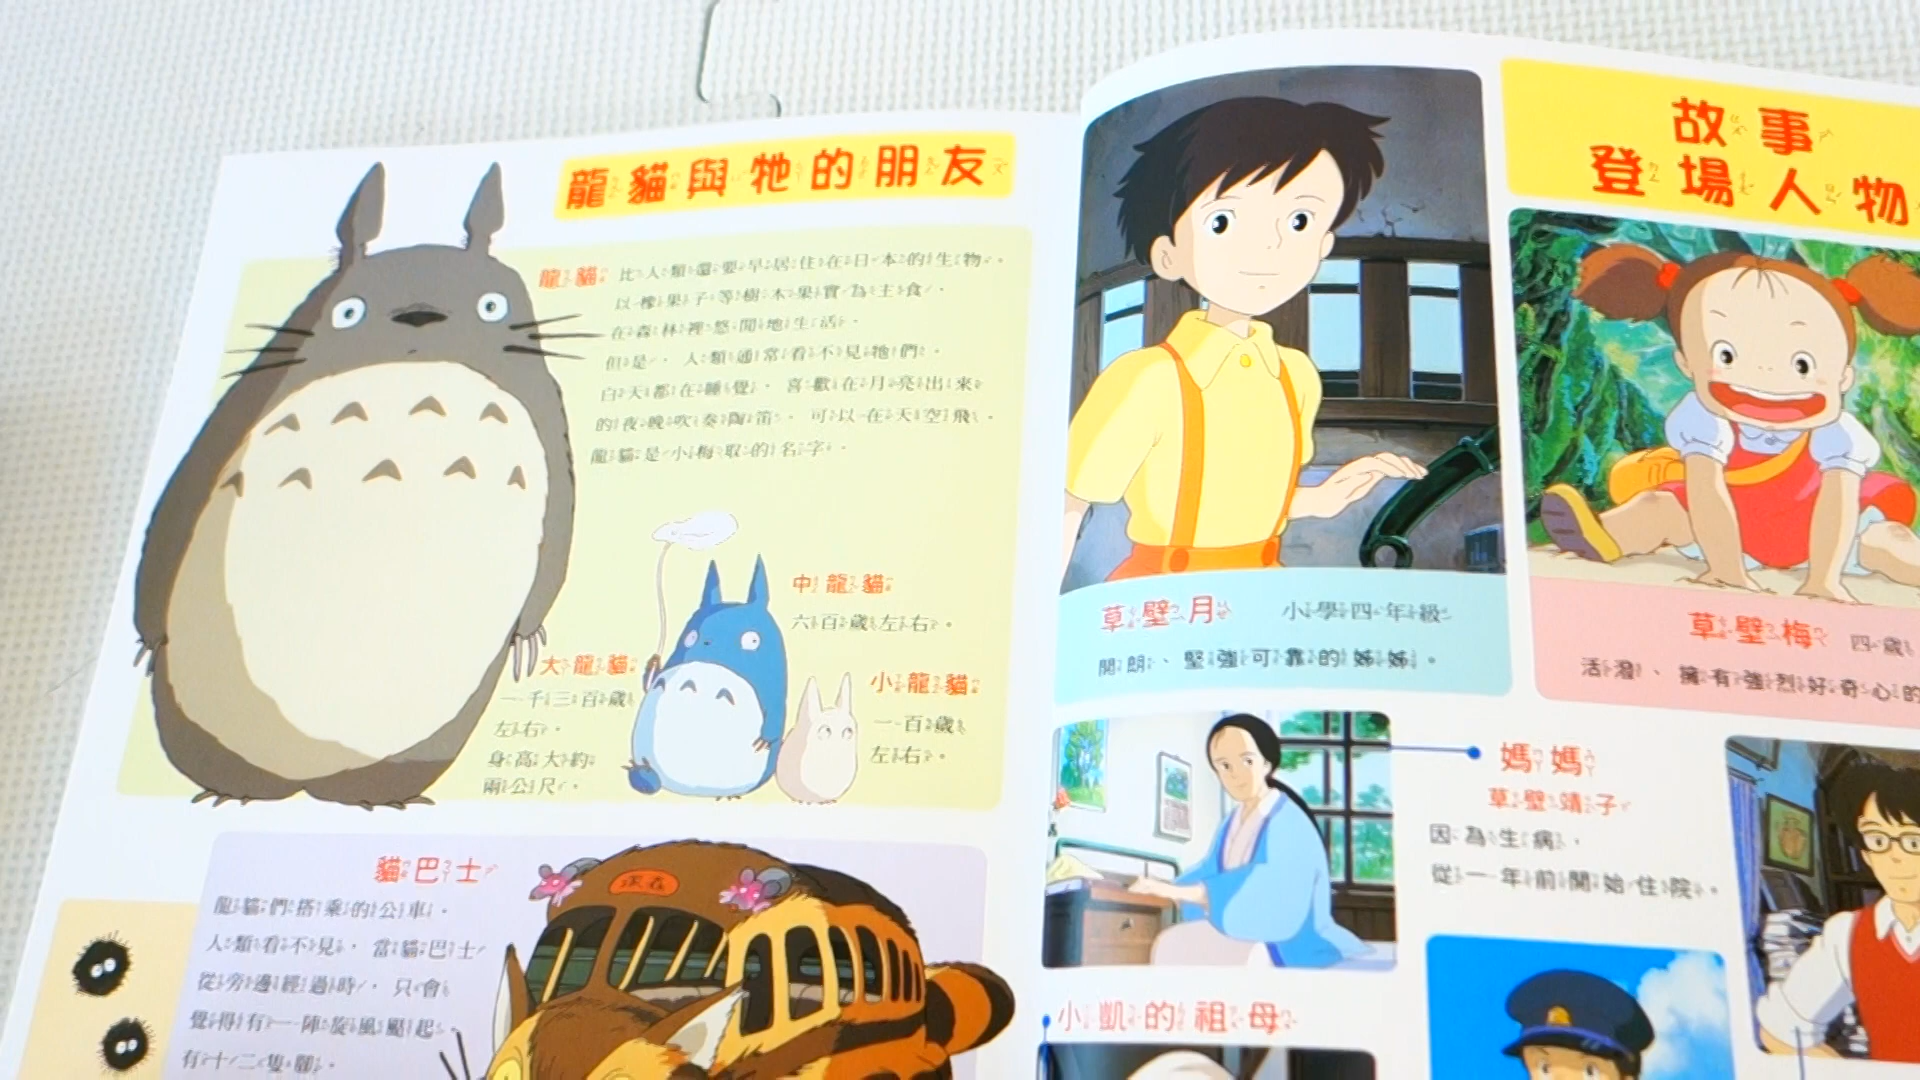 龍貓與牠的朋友
龍貓
比人類還要早居住在日本的生物。
以橡果子等樹木果實為主食,
在森林裡悠閒地生活。
但是,人類通常看不見牠們。
白天都在睡覺,喜歡在月亮出來
的夜晚吹奏陶笛。可以在天空飛。
龍貓是小梅取的名字。
中龍貓
六百歲左右。
大龍貓
一千三百歲
左右。
身高大約
兩公尺。
小龍貓
一百歲
左右。
貓巴士
龍貓們搭乘的公車。
人類看不見,當貓巴士
從旁邊經過時,只會
覺得有一陣旋風颳起。
有十二隻腳。
故事
登場人物
草壁月 小學四年級
開朗、堅強可靠的姊姊。
草壁梅 四歲
活潑、擁有強烈好奇心的
媽媽
草壁靖子
因為生病,
從一年前開始住院。
小凱的祖母